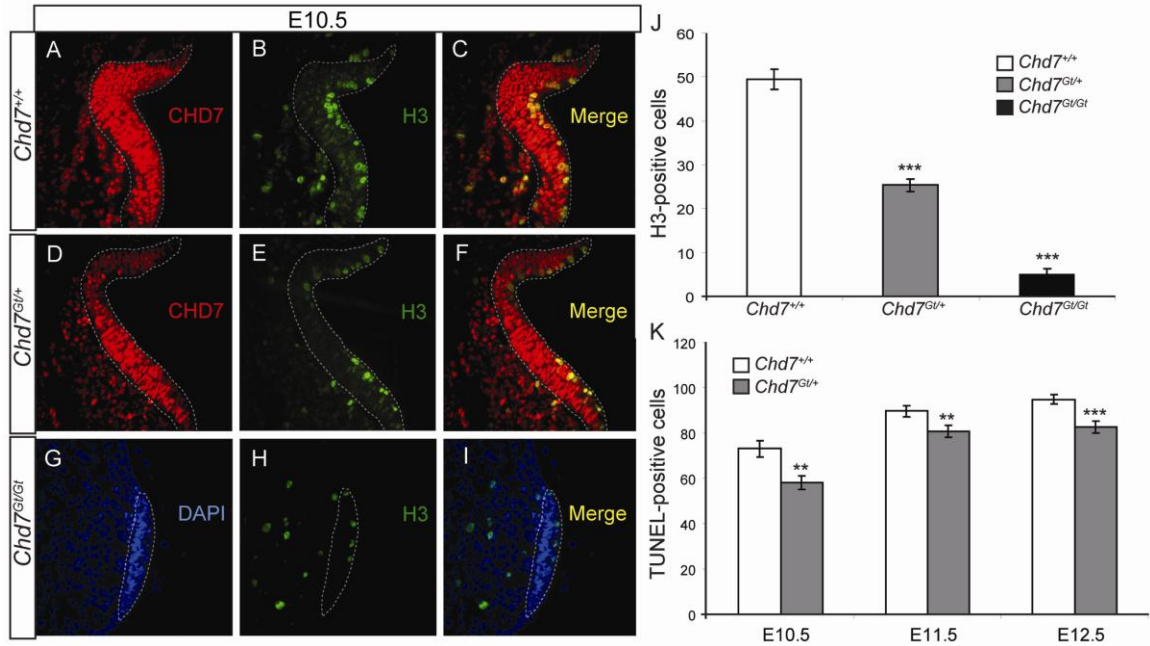 E10.5
Chd7+/+
A
CHD7
B
H3
C
Merge
Chd7Gt/+
D
CHD7
E
H3
F
Merge
Chd7Gt/Gt
G
DAPI
H
H3
I
Merge
J
H3-positive cells
60
50
40
30
20
10
0
***
***
Chd7+/+
Chd7Gt/+
Chd7Gt/Gt
Chd7+/+
Chd7Gt/+
Chd7Gt/Gt
K
TUNEL-positive cells
120
100
80
60
40
20
0
Chd7+/+
Chd7Gt/+
**
**
***
E10.5
E11.5
E12.5